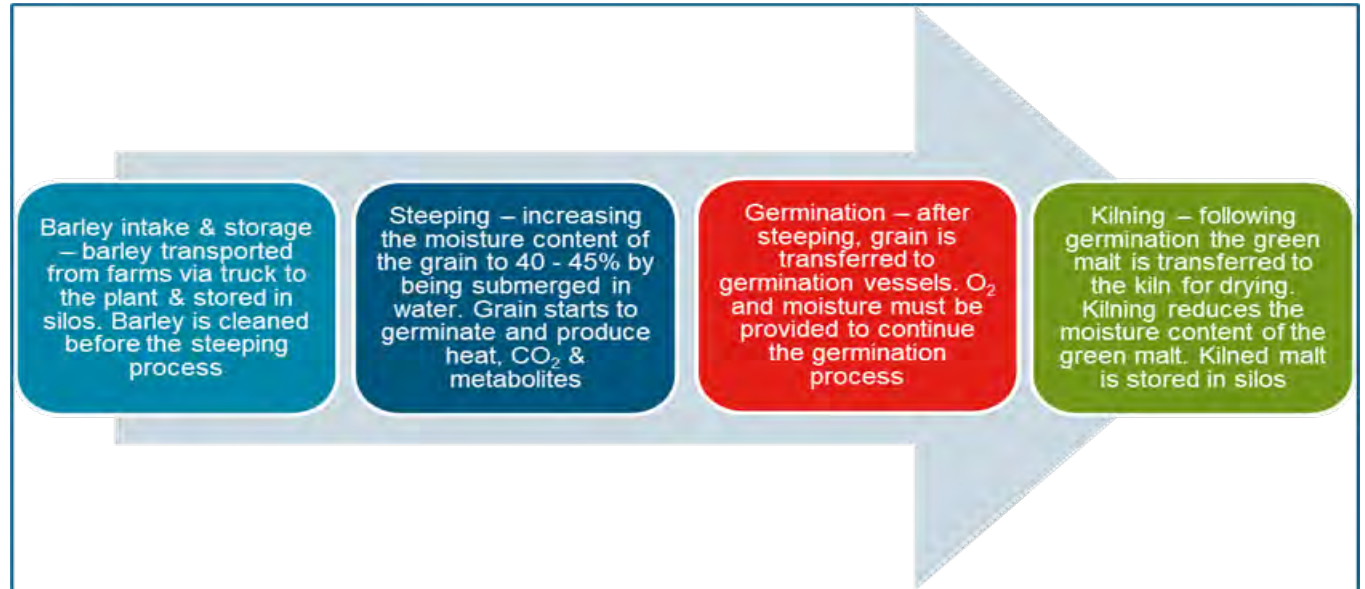 Barley intake & storage
– barley transported
from farms via truck to
the plant & stored in
silos. Barley is cleaned
before the steeping
process
Steeping – increasing
the moisture content of
the grain to 40 - 45% by
being submerged in
water. Grain starts to
germinate and produce
heat, CO₂ &
metabolites
Germination – after
steeping, grain is
transferred to
germination vessels. O₂
and moisture must be
provided to continue
the germination
process
Kilning – following
germination the green
malt is transferred to
the kiln for drying.
Kilning reduces the
moisture content of the
green malt. Kilned malt
is stored in silos